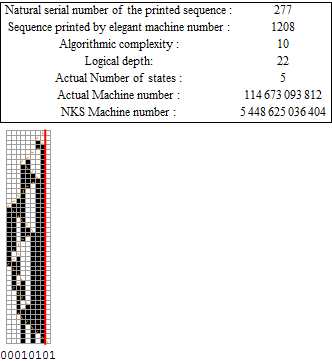 Natural serial number of the printed sequence : 277
Sequence printed by elegant machine number : 1208
Algorithmic complexity : 10
Logical depth: 22
Actual Number of states : 5
Actual Machine number : 114 673 093 812
NKS Machine number : 5 448 625 036 404
00010101